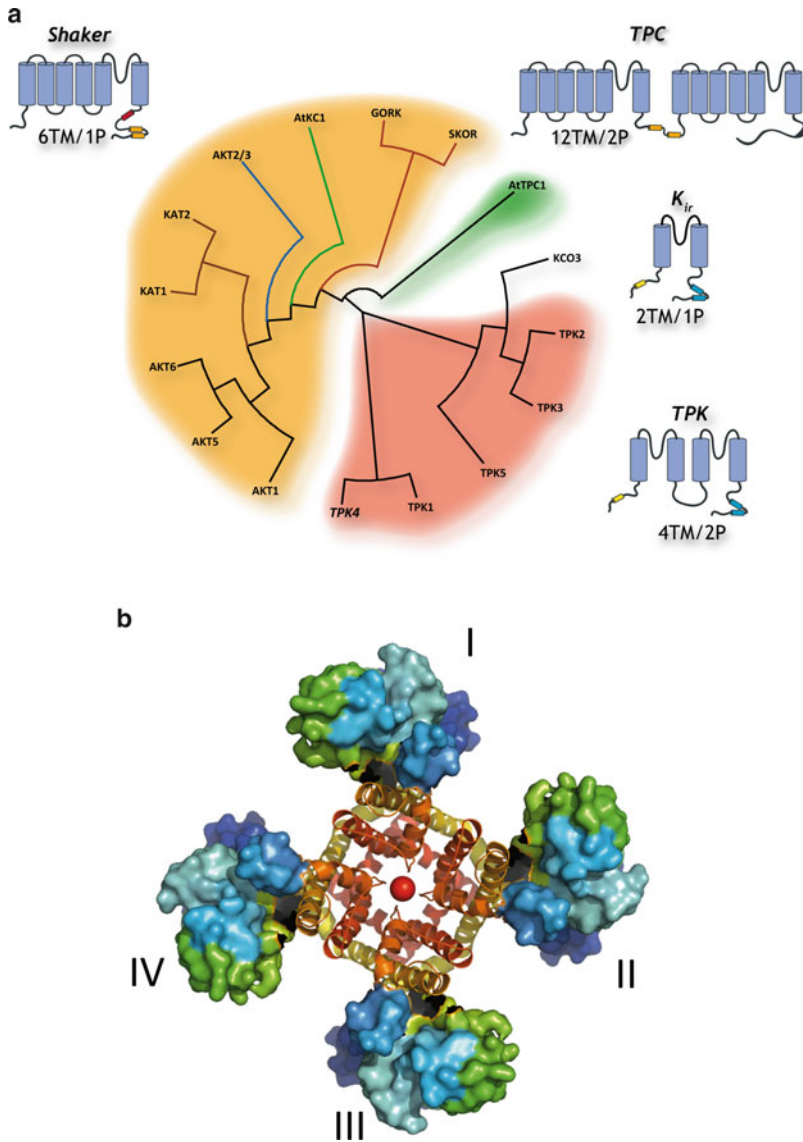 a
Shaker
6TM/1P
TPC
12TM/2P
GORK
AtKC1
SKOR
AKT2/3
AtTPC1
Kir
KAT2
KCO3
KAT1
2TM/1P
TPK2
AKT6
TPK3
TPK
AKT5
TPK5
AKT1
TPK4
TPK1
4TM/2P
b
I
II
IV
III